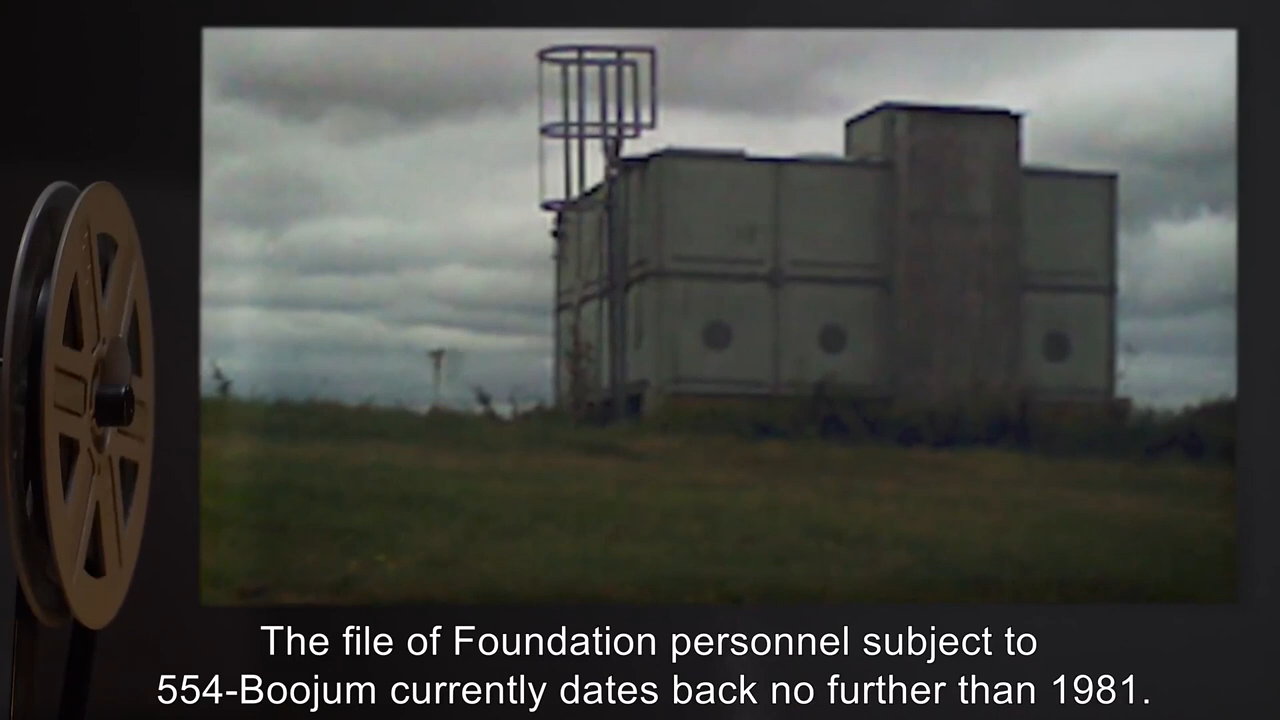 The file of Foundation personnel subject to
554-Boojum currently dates back no further than 1981.